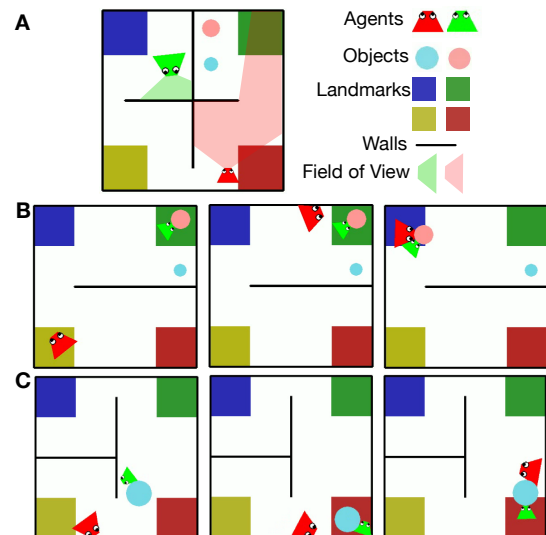 A
Agents
Objects
Landmarks
Walls
Field of View
B
C